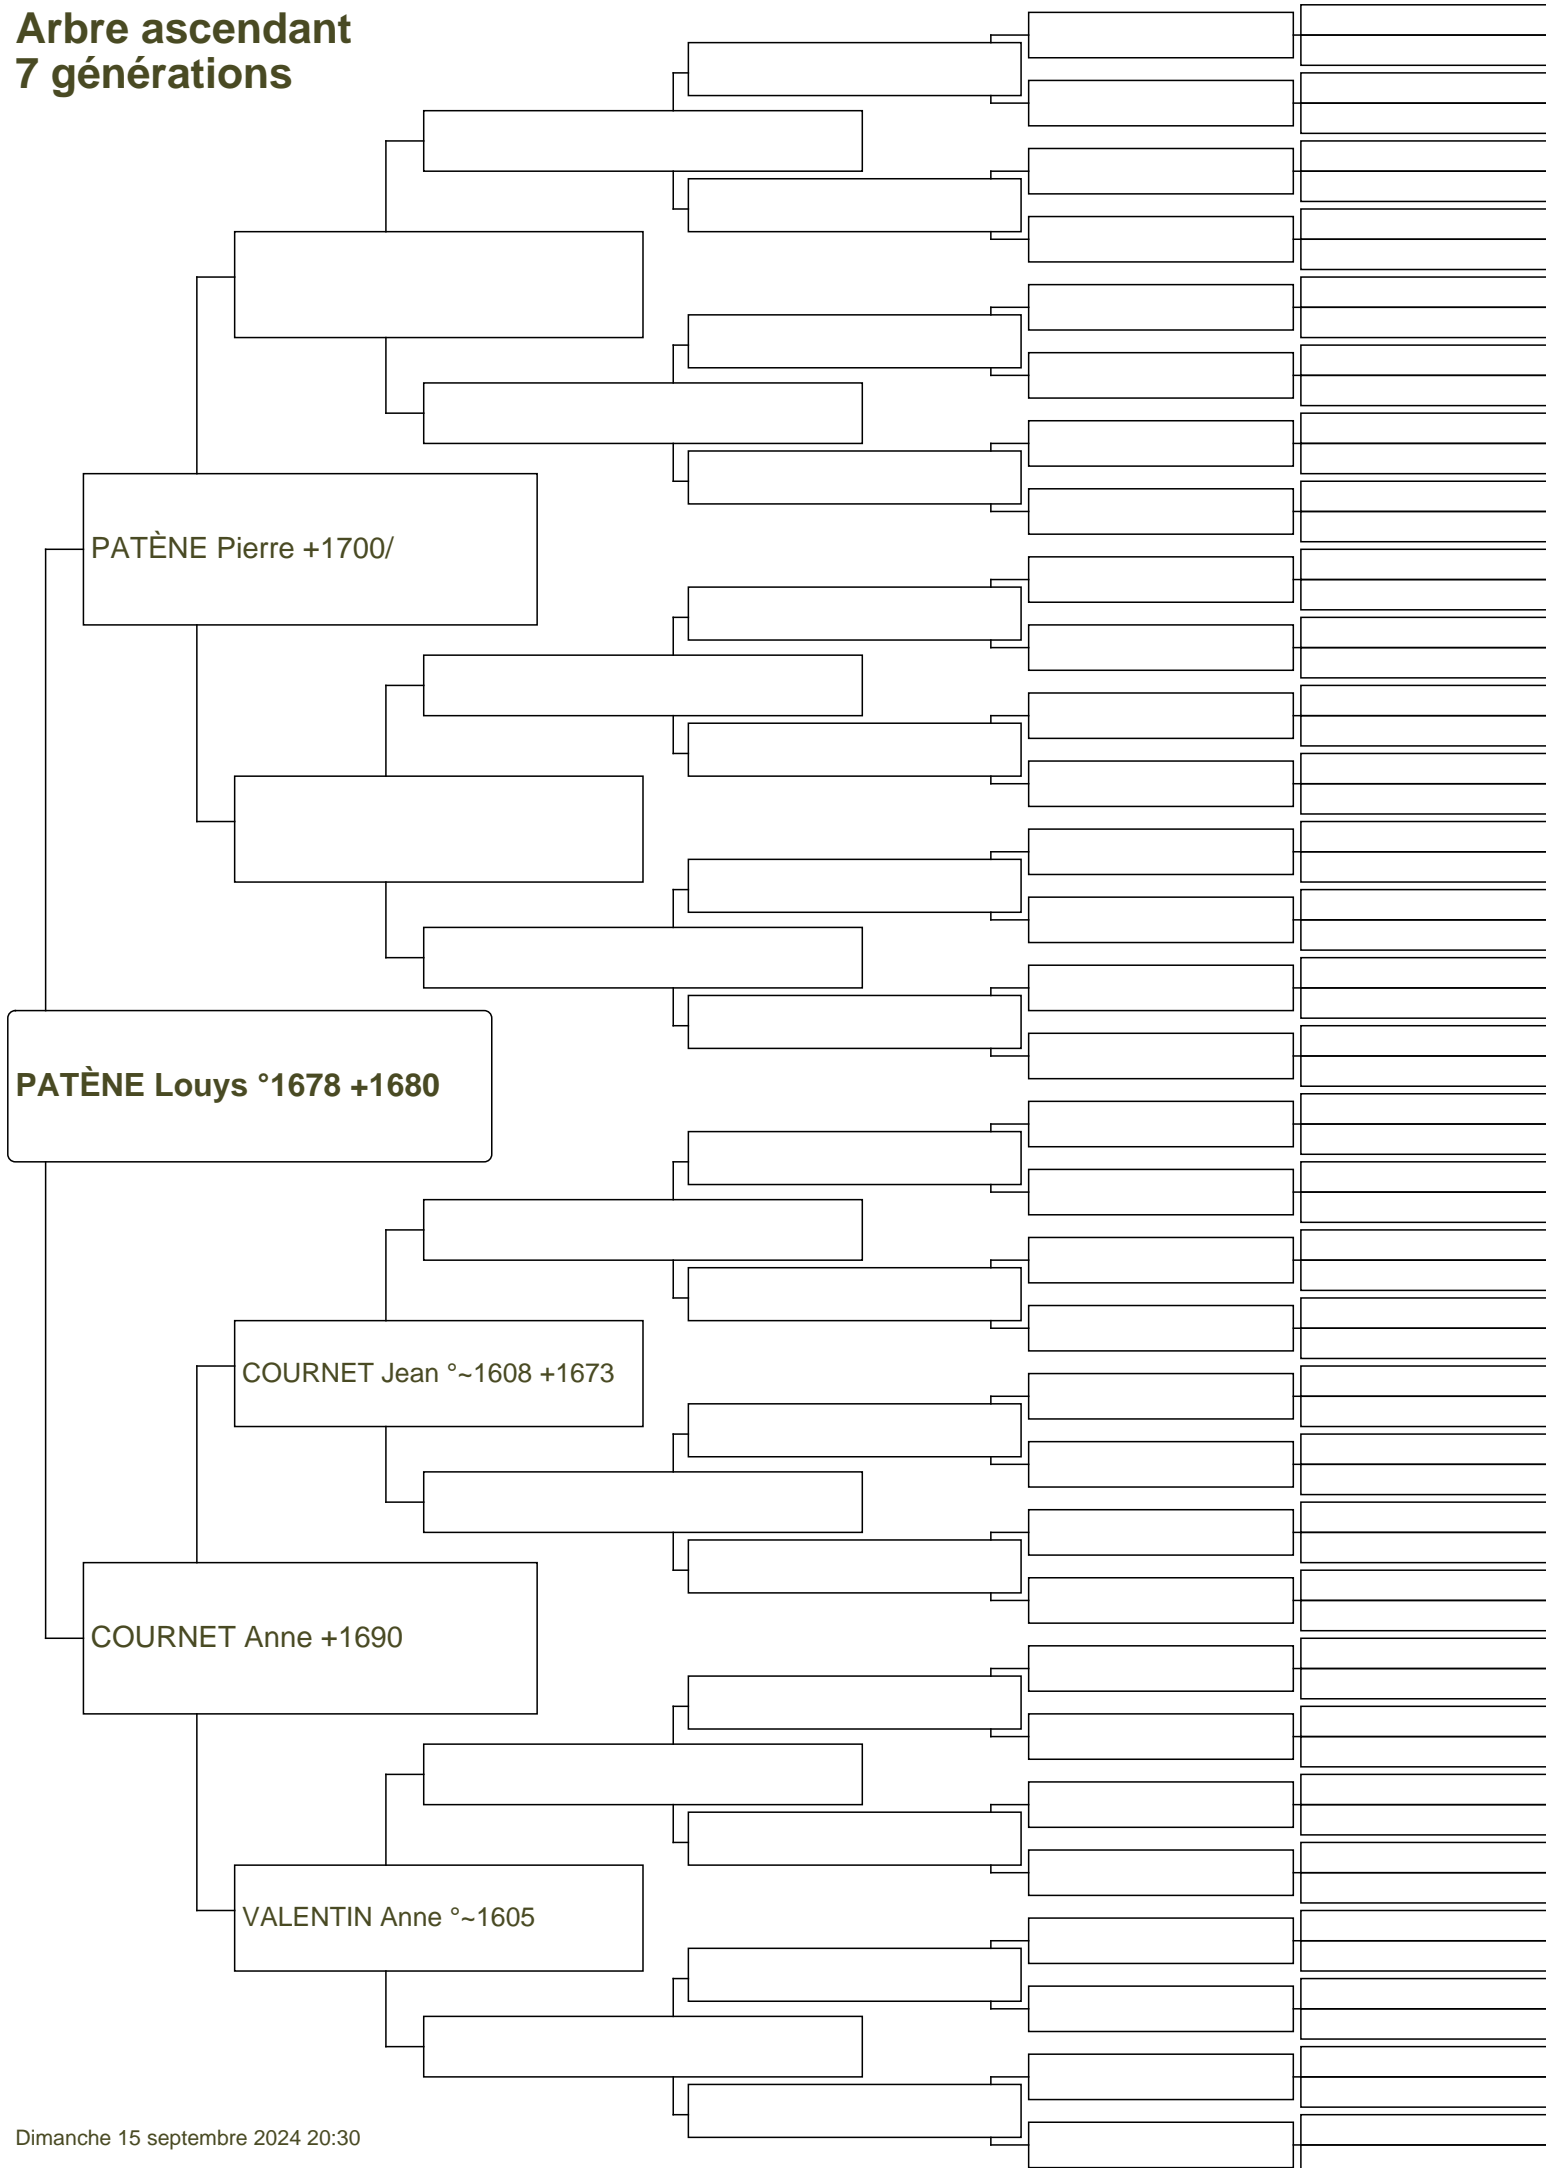 Arbre ascendant
7 générations
PATÈNE Pierre +1700/
PATÈNE Louys °1678 +1680
COURNET Jean °~1608 +1673
COURNET Anne +1690
VALENTIN Anne °~1605
Dimanche 15 septembre 2024 20:30